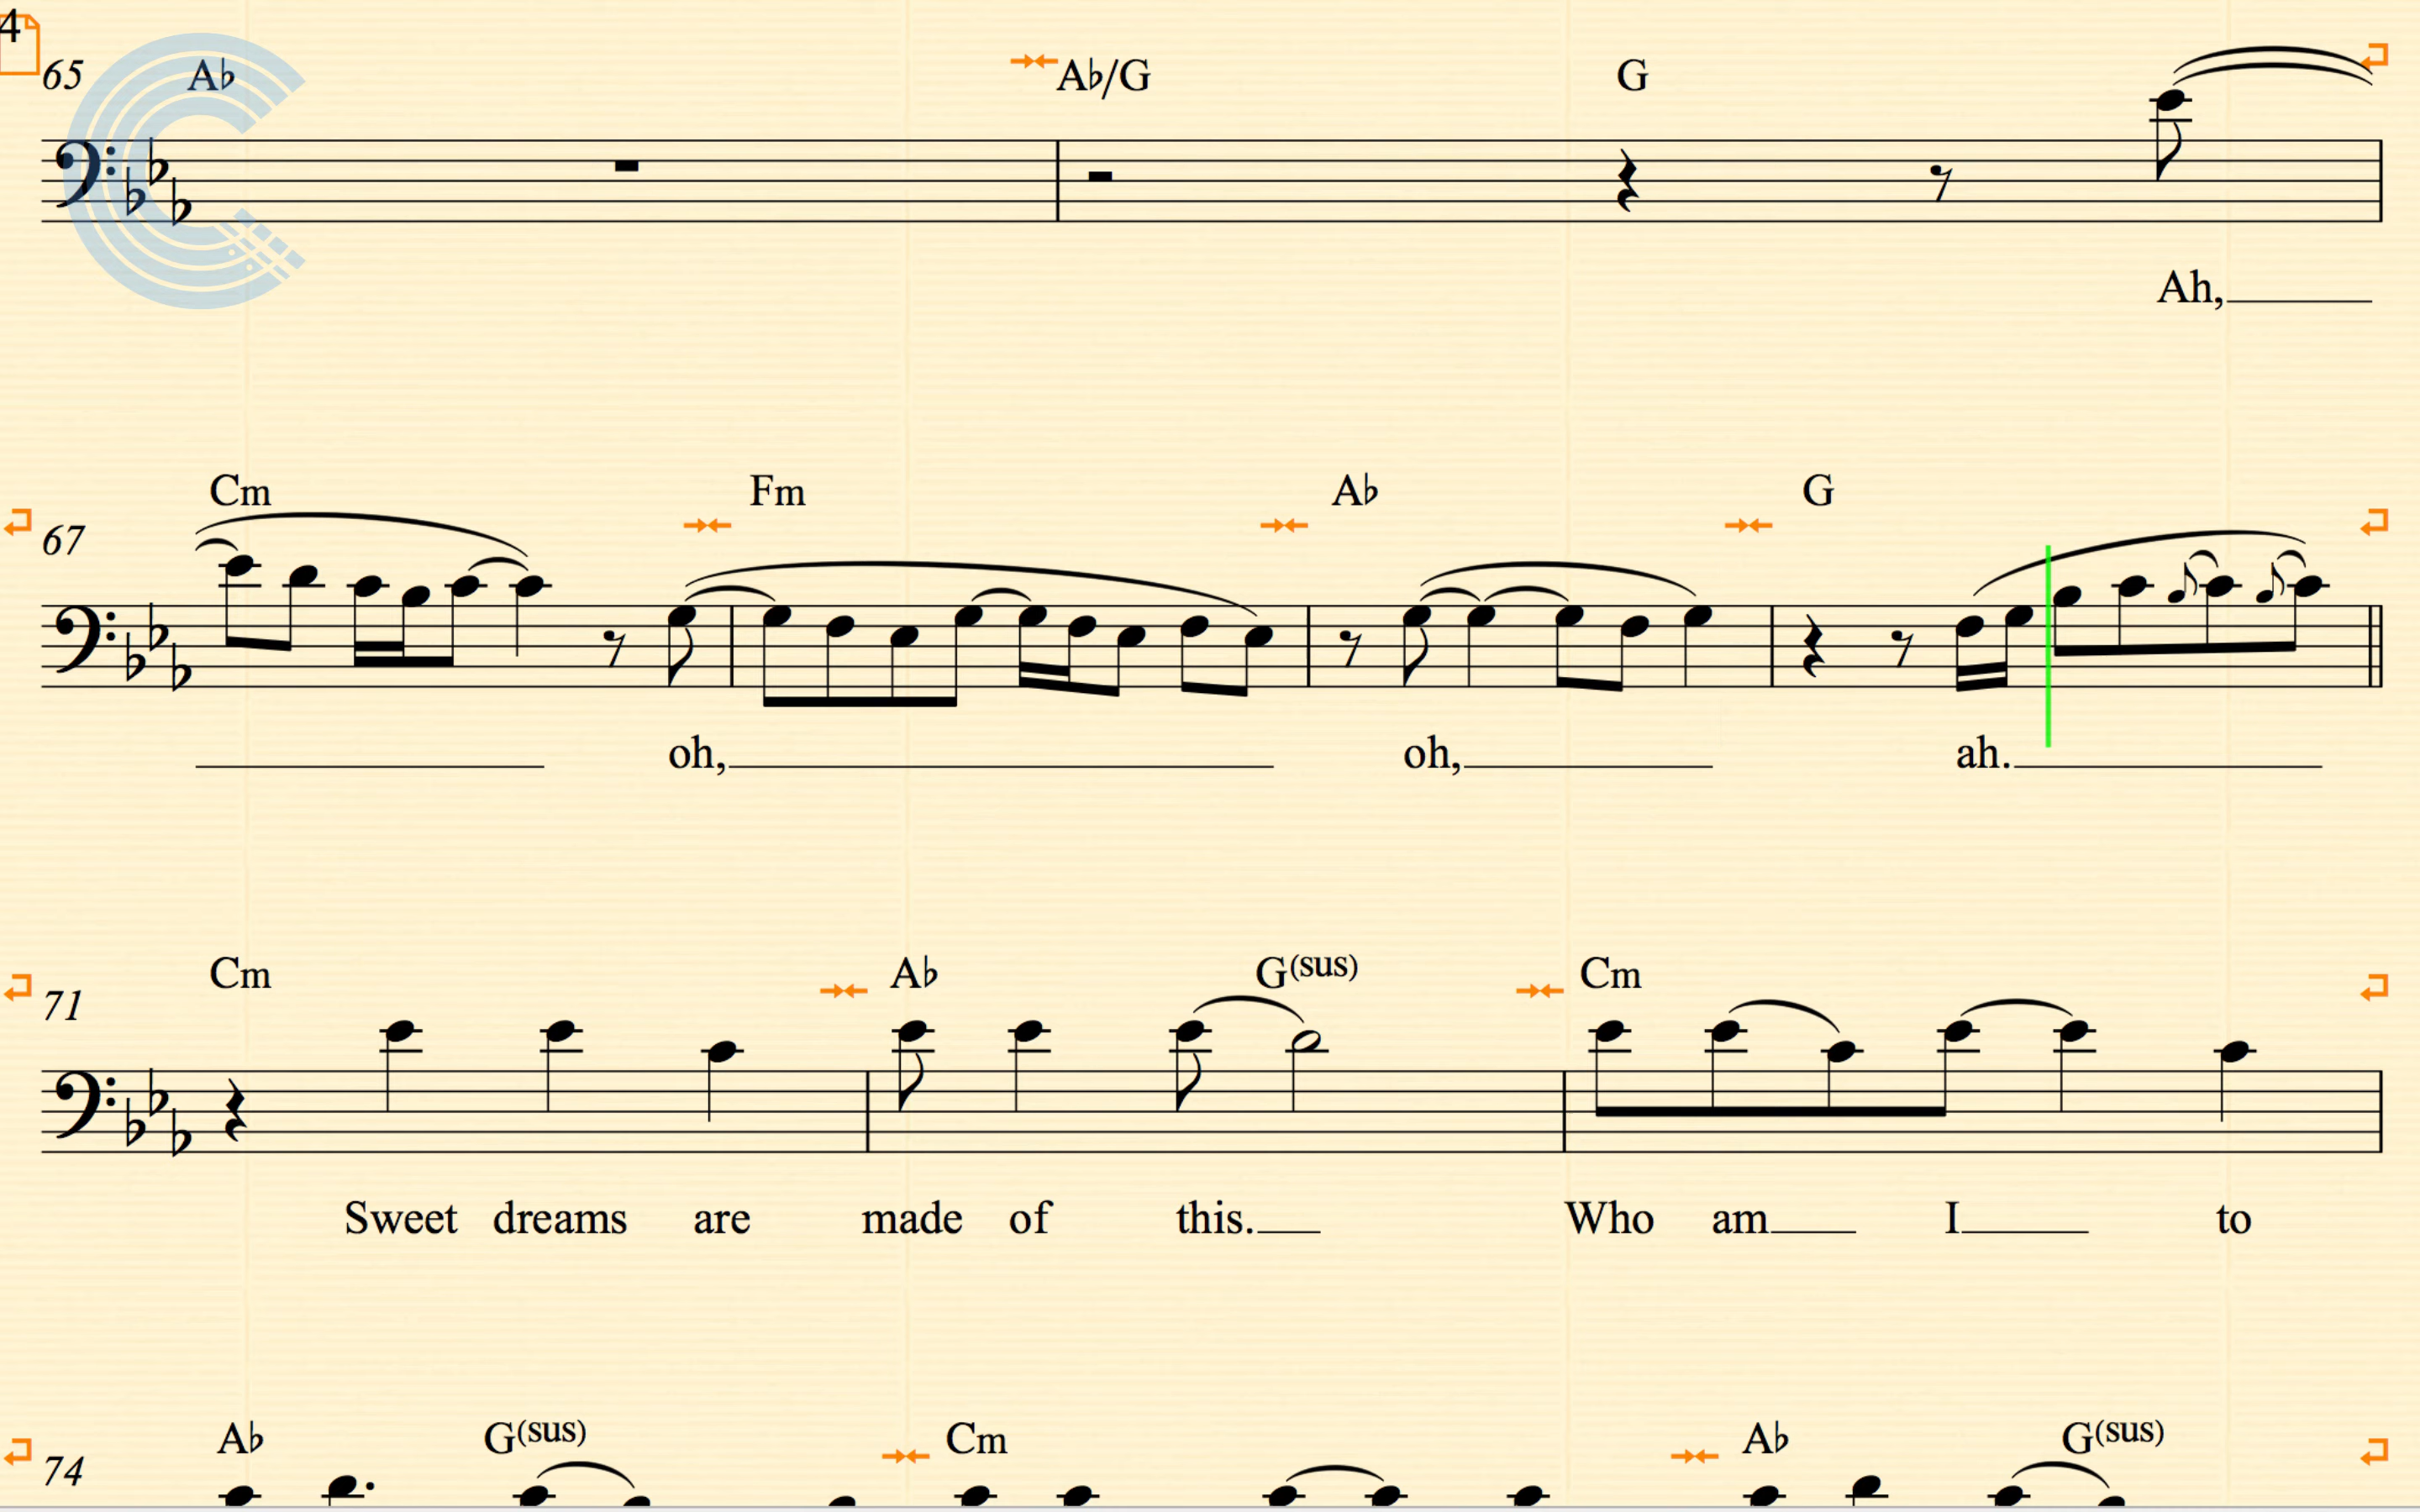 4
65 A♭ A♭/G G
Ah,
Cm Fm A♭ G
67
oh, oh, ah.
Cm A♭ G(sus) Cm
71
Sweet dreams are made of this. Who am I to
A♭ G(sus) Cm A♭ G(sus)
74